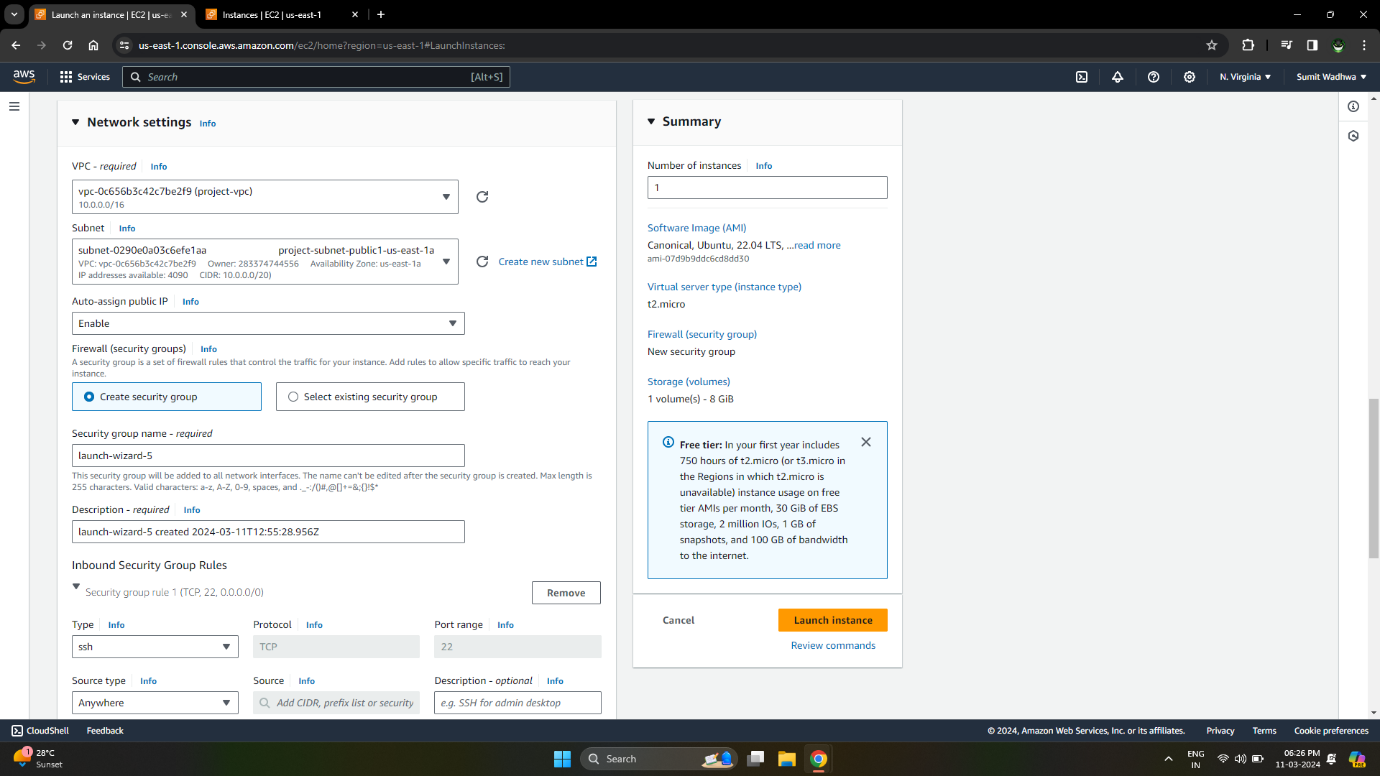 Launch an instance | EC2 | us-e
Instances | EC2 | us-east-1
us-east-1.console.aws.amazon.com/ec2/home?region=us-east-1#LaunchInstances:
aws
Services
Search
[Alt+S]
N. Virginia
Sumit Wadhwa
Network settings Info
VPC - required Info
vpc-0c656b3c42c7be2f9 (project-vpc)
10.0.0.0/16
Subnet Info
subnet-0290e0a03c6efe1aa project-subnet-public1-us-east-1a
VPC: vpc-0c656b3c42c7be2f9 Owner: 283374744556 Availability Zone: us-east-1a
IP addresses available: 4090 CIDR: 10.0.0.0/20)
Create new subnet
Auto-assign public IP Info
Enable
Firewall (security groups) Info
A security group is a set of firewall rules that control the traffic for your instance. Add rules to allow specific traffic to reach your
instance.
Create security group
Select existing security group
Security group name - required
launch-wizard-5
This security group will be added to all network interfaces. The name can't be edited after the security group is created. Max length is
255 characters. Valid characters: a-z, A-Z, 0-9, spaces, and ._-:/()#,@[]+=&;{}!$*
Description - required Info
launch-wizard-5 created 2024-03-11T12:55:28.956Z
Inbound Security Group Rules
Security group rule 1 (TCP, 22, 0.0.0.0/0)
Remove
Type Info
Protocol Info
Port range Info
ssh
TCP
22
Source type Info
Source Info
Description - optional Info
Anywhere
Add CIDR, prefix list or security
e.g. SSH for admin desktop
Summary
Number of instances Info
1
Software Image (AMI)
Canonical, Ubuntu, 22.04 LTS, ...read more
ami-07d9b9ddc6cd8dd30
Virtual server type (instance type)
t2.micro
Firewall (security group)
New security group
Storage (volumes)
1 volume(s) - 8 GiB
Free tier: In your first year includes
750 hours of t2.micro (or t3.micro in
the Regions in which t2.micro is
unavailable) instance usage on free
tier AMIs per month, 30 GiB of EBS
storage, 2 million IOs, 1 GB of
snapshots, and 100 GB of bandwidth
to the internet.
Cancel
Launch instance
Review commands
CloudShell
Feedback
© 2024, Amazon Web Services, Inc. or its affiliates.
Privacy
Terms
Cookie preferences
1
28°C
Sunset
Search
ENG
IN
06:26 PM
11-03-2024
PRE